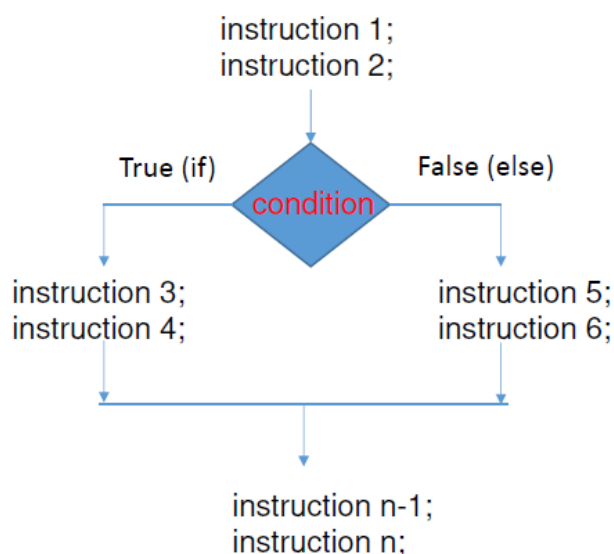 instruction 1;
instruction 2;
True (if)
False (else)
condition
instruction 3;
instruction 4;
instruction 5;
instruction 6;
instruction n-1;
instruction n;